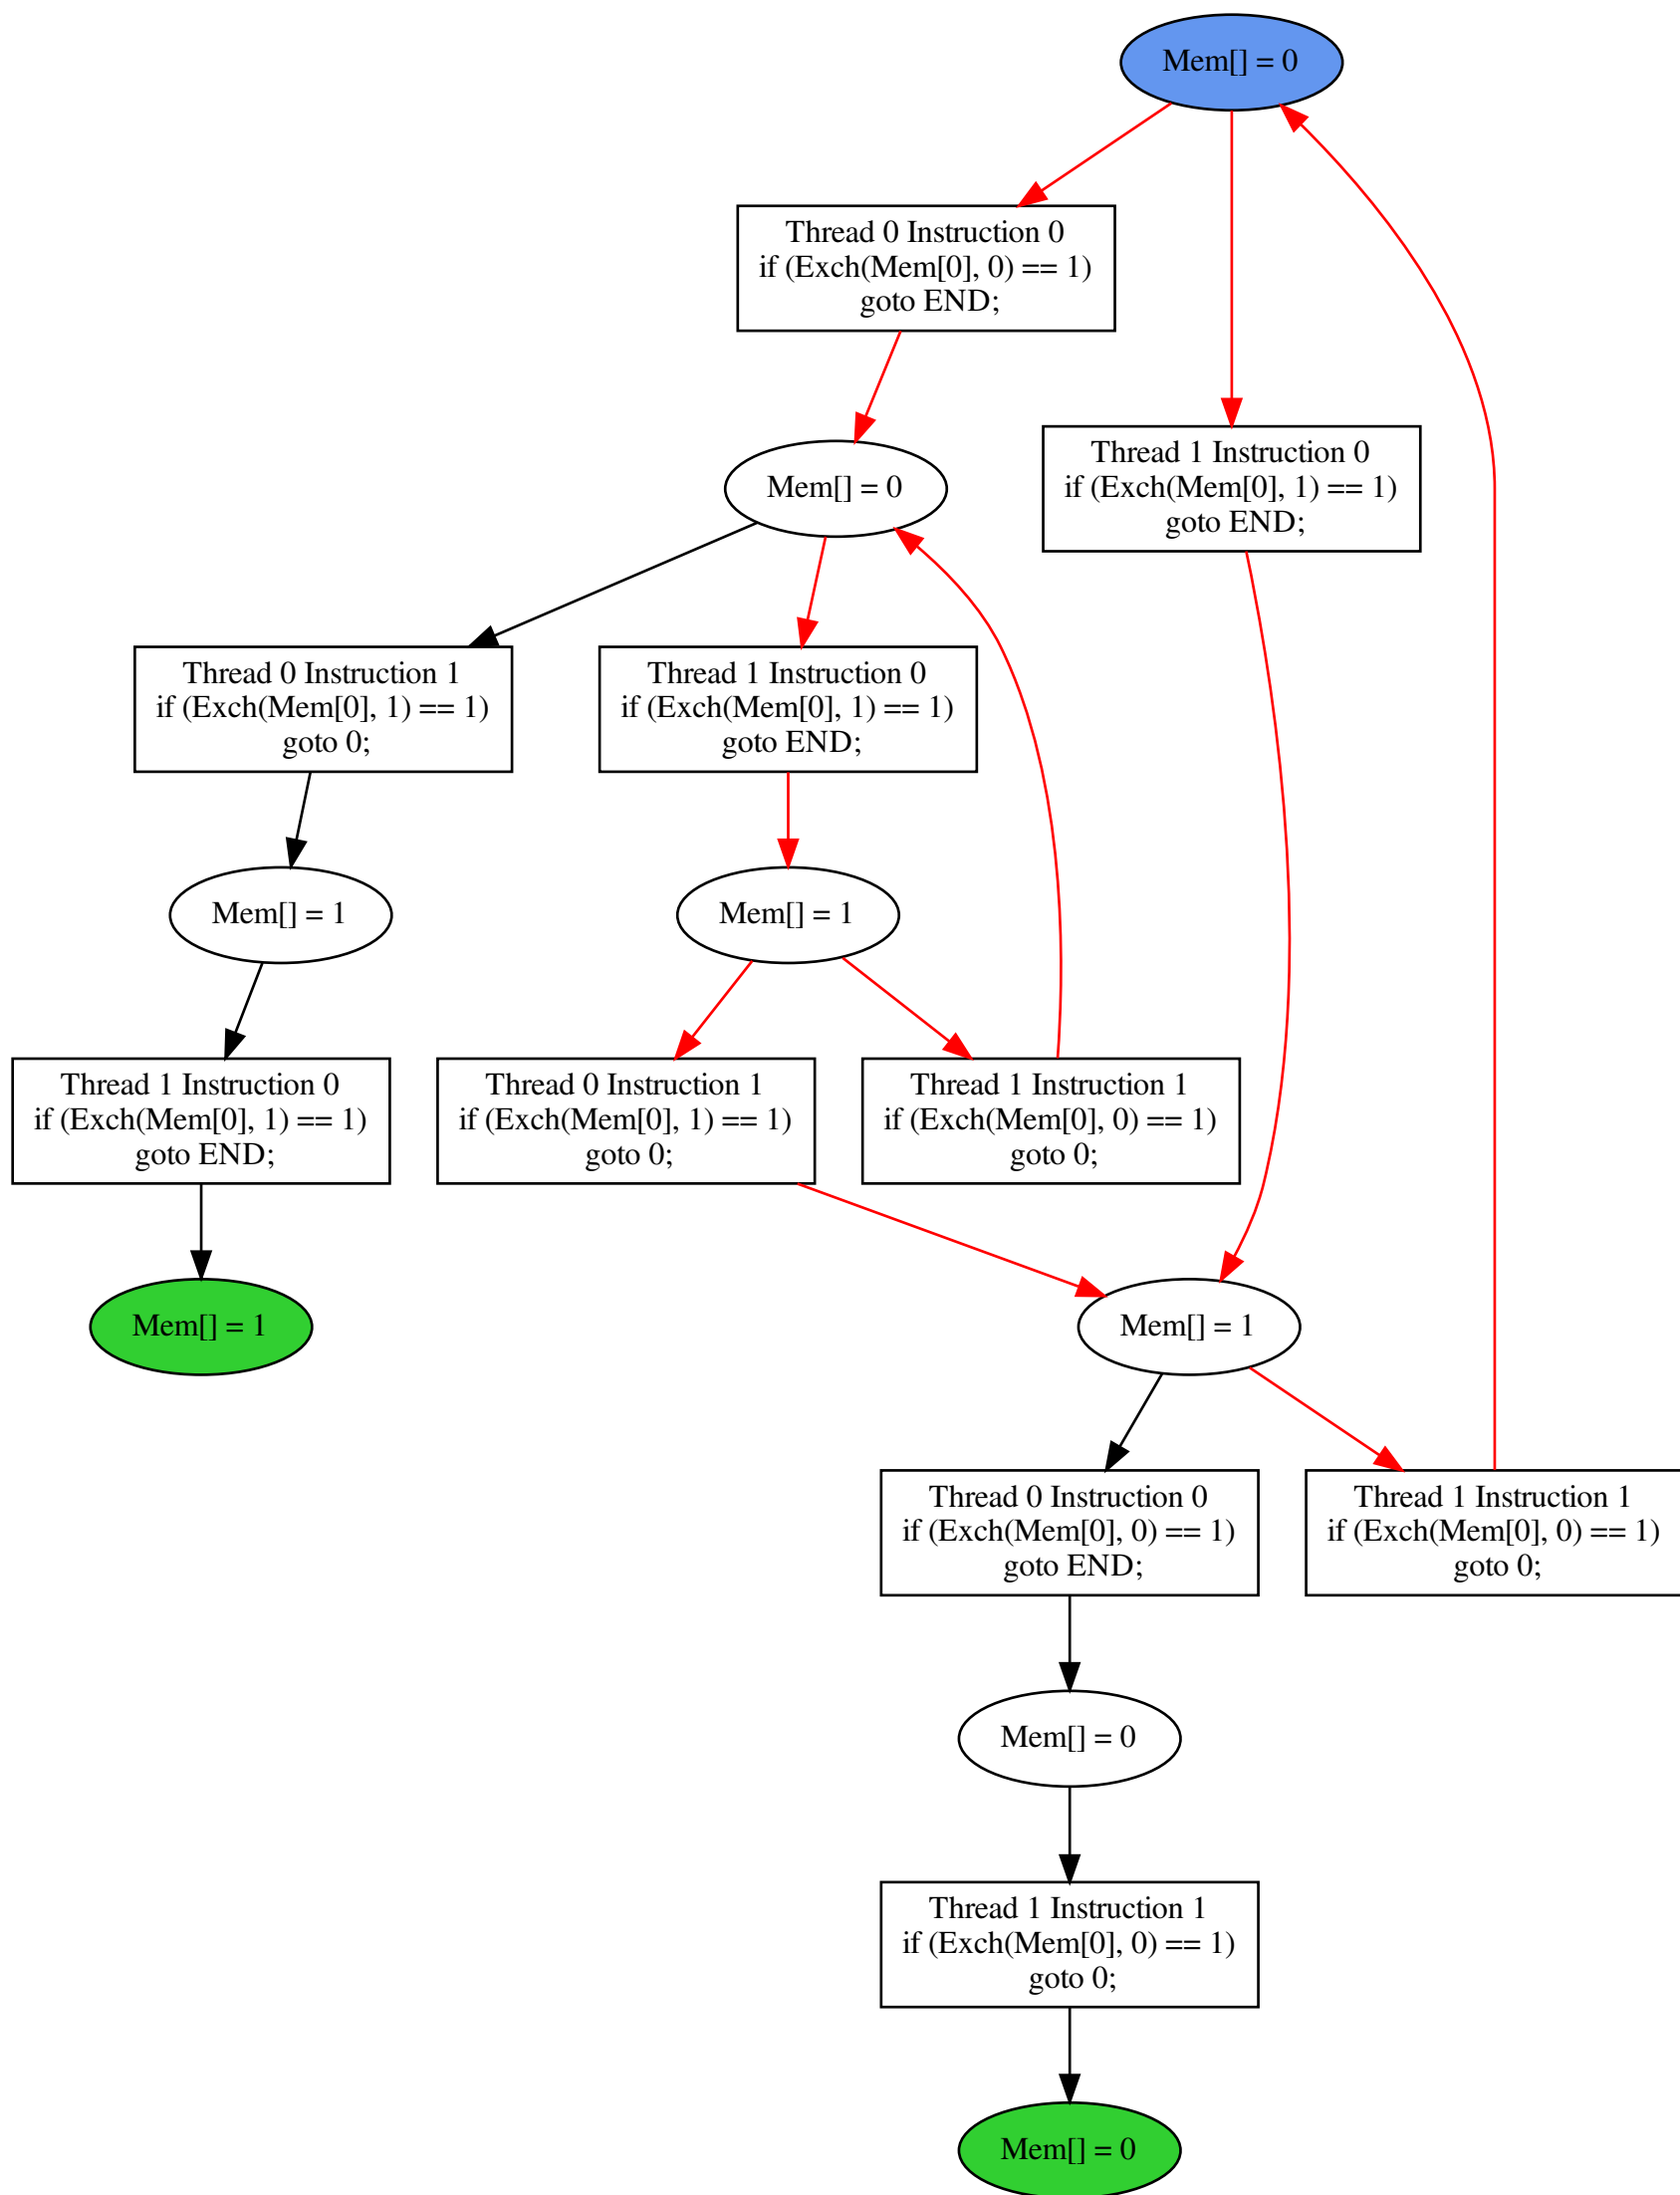 Mem[] = 0
Thread 0 Instruction 0
if (Exch(Mem[0], 0) == 1)
goto END;
Mem[] = 0
Thread 1 Instruction 0
if (Exch(Mem[0], 1) == 1)
goto END;
Thread 0 Instruction 1
if (Exch(Mem[0], 1) == 1)
goto 0;
Thread 1 Instruction 0
if (Exch(Mem[0], 1) == 1)
goto END;
Mem[] = 1
Mem[] = 1
Thread 1 Instruction 0
if (Exch(Mem[0], 1) == 1)
goto END;
Thread 0 Instruction 1
if (Exch(Mem[0], 1) == 1)
goto 0;
Thread 1 Instruction 1
if (Exch(Mem[0], 0) == 1)
goto 0;
Mem[] = 1
Mem[] = 1
Thread 0 Instruction 0
if (Exch(Mem[0], 0) == 1)
goto END;
Thread 1 Instruction 1
if (Exch(Mem[0], 0) == 1)
goto 0;
Mem[] = 0
Thread 1 Instruction 1
if (Exch(Mem[0], 0) == 1)
goto 0;
Mem[] = 0